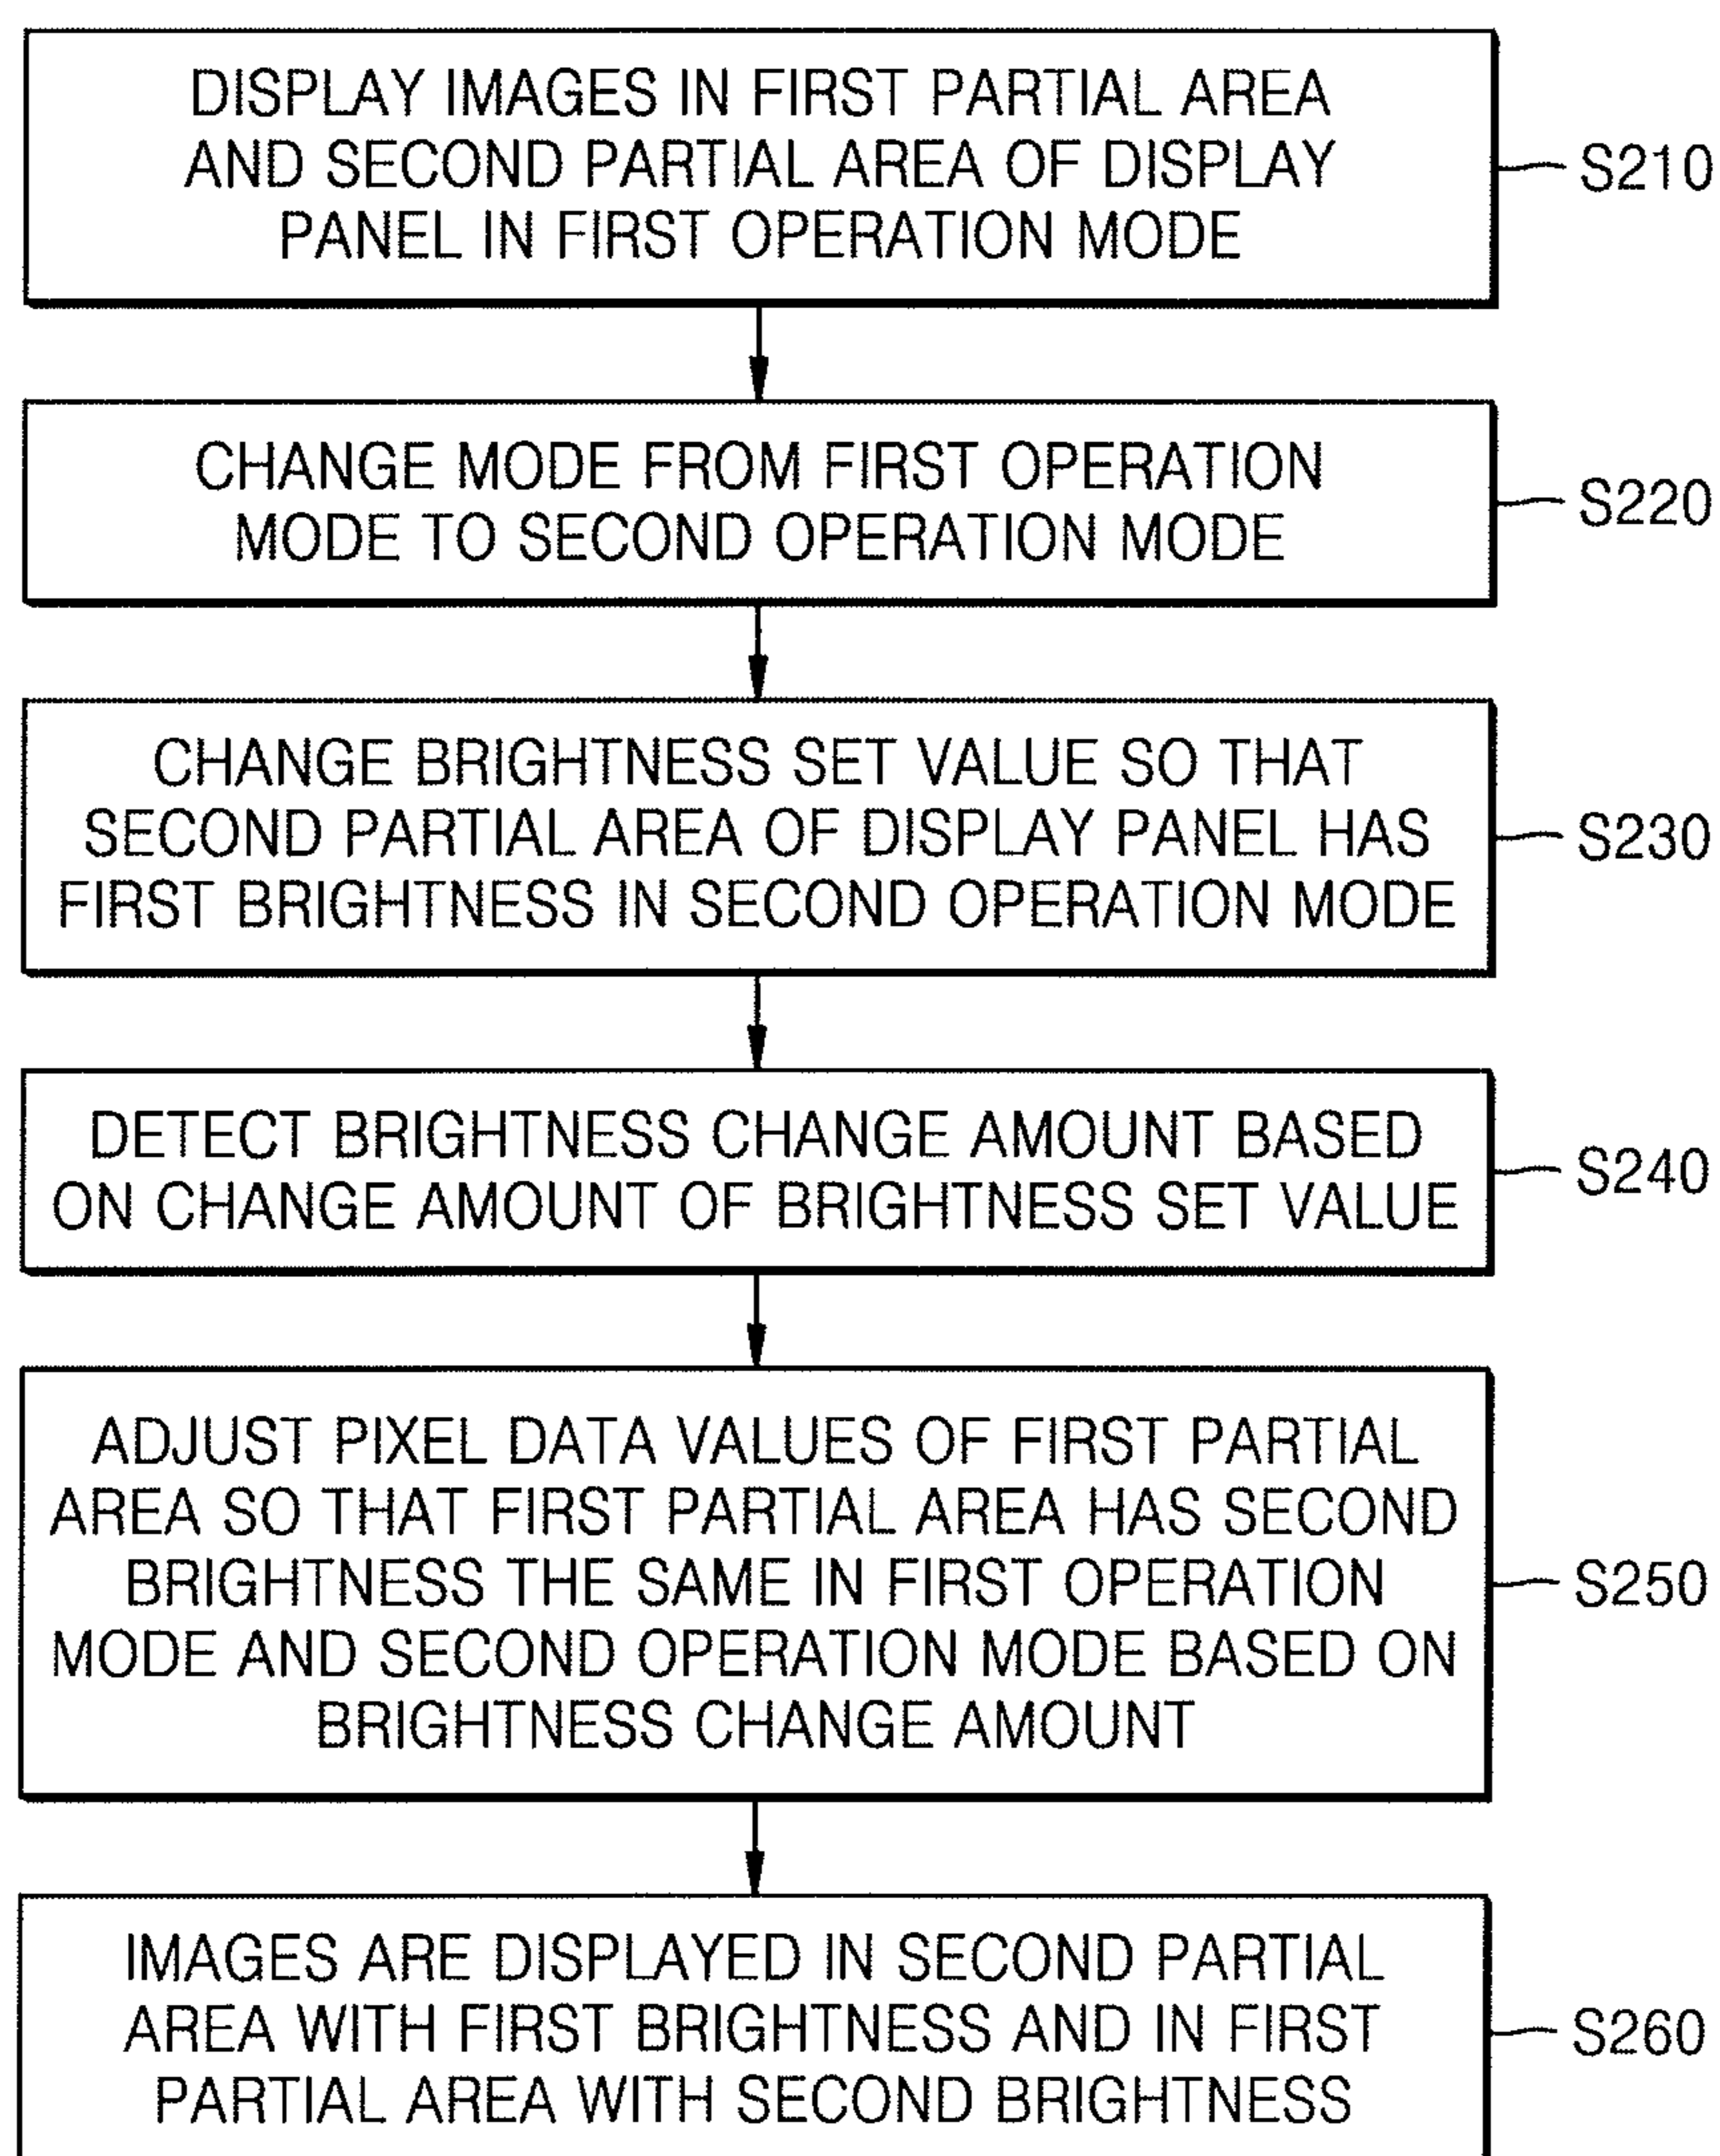 DISPLAY IMAGES IN FIRST PARTIAL AREA
AND SECOND PARTIAL AREA OF DISPLAY
PANEL IN FIRST OPERATION MODE
S210
CHANGE MODE FROM FIRST OPERATION
MODE TO SECOND OPERATION MODE
S220
CHANGE BRIGHTNESS SET VALUE SO THAT
SECOND PARTIAL AREA OF DISPLAY PANEL HAS
FIRST BRIGHTNESS IN SECOND OPERATION MODE
S230
DETECT BRIGHTNESS CHANGE AMOUNT BASED
ON CHANGE AMOUNT OF BRIGHTNESS SET VALUE
S240
ADJUST PIXEL DATA VALUES OF FIRST PARTIAL
AREA SO THAT FIRST PARTIAL AREA HAS SECOND
BRIGHTNESS THE SAME IN FIRST OPERATION
MODE AND SECOND OPERATION MODE BASED ON
BRIGHTNESS CHANGE AMOUNT
S250
IMAGES ARE DISPLAYED IN SECOND PARTIAL
AREA WITH FIRST BRIGHTNESS AND IN FIRST
PARTIAL AREA WITH SECOND BRIGHTNESS
S260